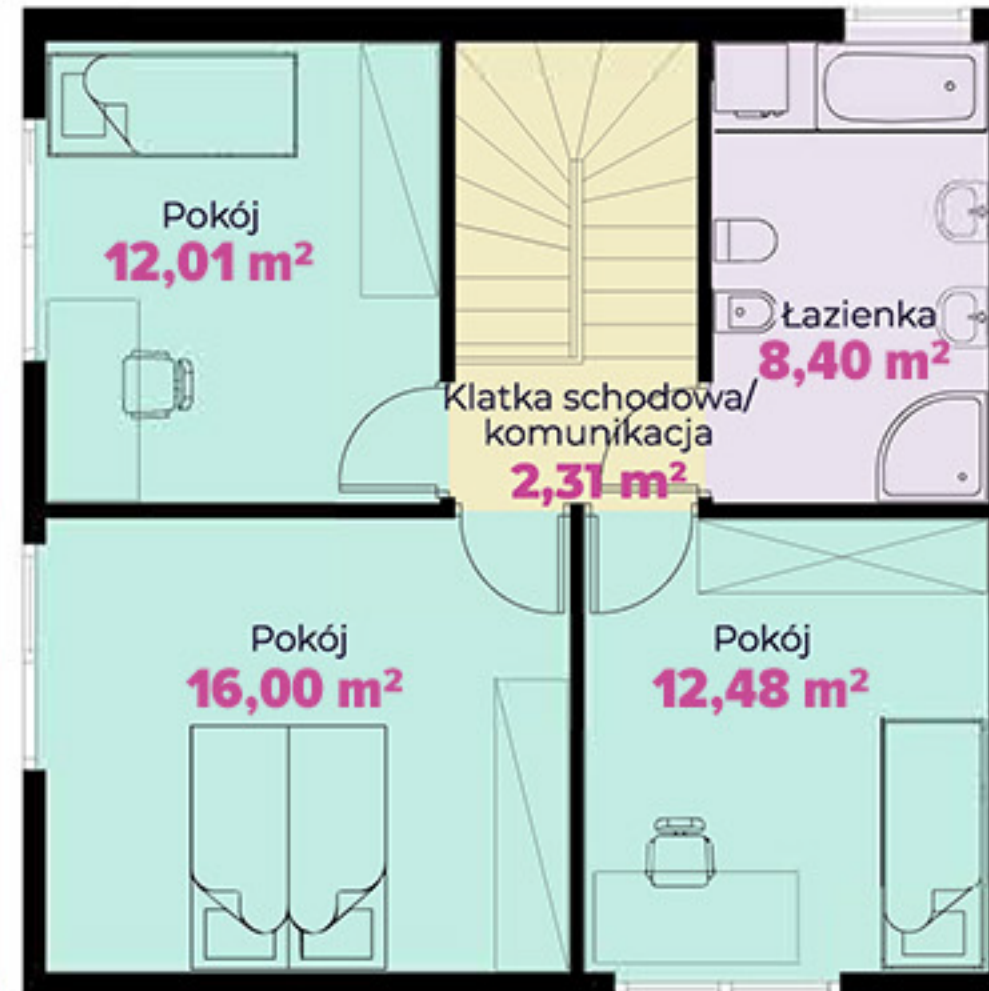 Pokój
12,01 m²
Łazienka
8,40 m²
Klatka schodowa/
komunikacja
2,31 m²
Pokój
16,00 m²
Pokój
12,48 m²